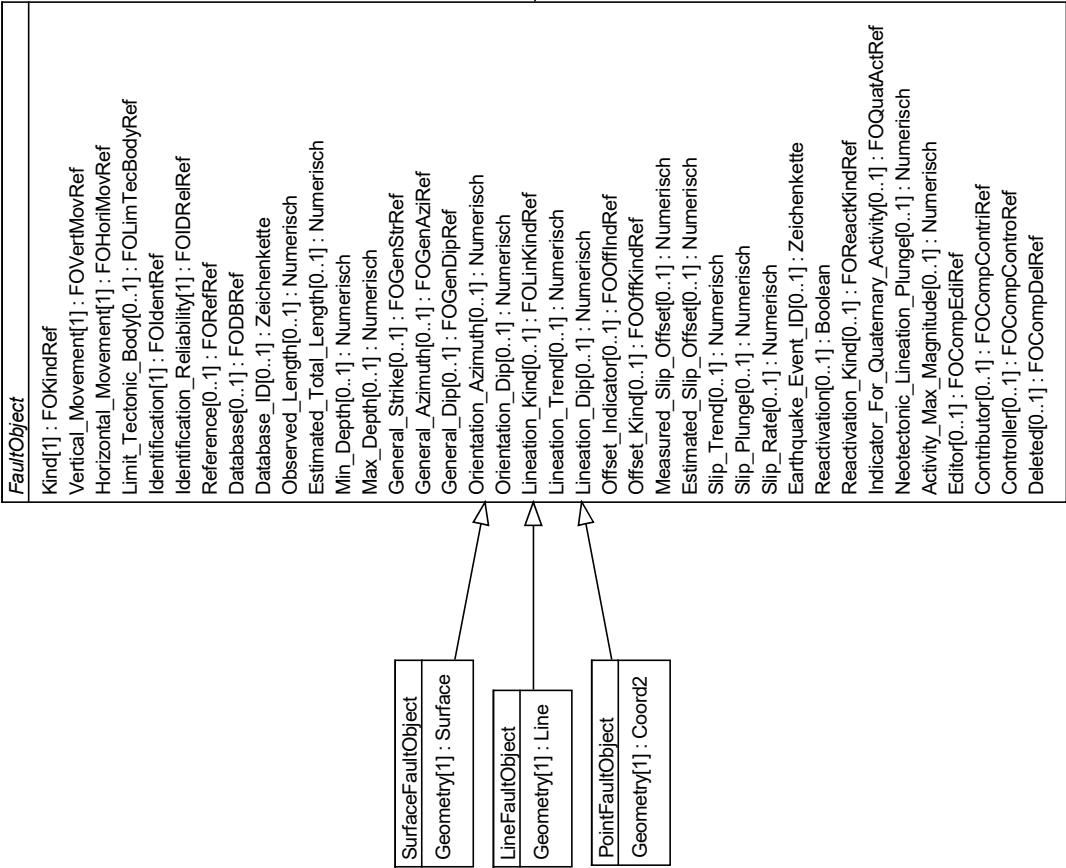 FaultObject
Kind[1] : FOKindRef
Vertical_Movement[1] : FOVertMovRef
Horizontal_Movement[1] : FOHoriMovRef
Limit_Tectonic_Body[0..1] : FOLimTecBodyRef
Identification[1] : FOIdentRef
Identification_Reliability[1] : FOIDRelRef
Reference[0..1] : FORefRef
Database[0..1] : FODBRef
Database_ID[0..1] : Zeichenkette
Observed_Length[0..1] : Numerisch
Estimated_Total_Length[0..1] : Numerisch
Min_Depth[0..1] : Numerisch
Max_Depth[0..1] : Numerisch
General_Strike[0..1] : FOGenStrRef
General_Azimuth[0..1] : FOGenAziRef
General_Dip[0..1] : FOGenDipRef
Orientation_Azimuth[0..1] : Numerisch
Orientation_Dip[0..1] : Numerisch
Lineation_Kind[0..1] : FOLinKindRef
Lineation_Trend[0..1] : Numerisch
Lineation_Dip[0..1] : Numerisch
Offset_Indicator[0..1] : FOOffIndRef
Offset_Kind[0..1] : FOOffKindRef
Measured_Slip_Offset[0..1] : Numerisch
Estimated_Slip_Offset[0..1] : Numerisch
Slip_Trend[0..1] : Numerisch
Slip_Plunge[0..1] : Numerisch
Slip_Rate[0..1] : Numerisch
Earthquake_Event_ID[0..1] : Zeichenkette
Reactivation[0..1] : Boolean
Reactivation_Kind[0..1] : FOReactKindRef
Indicator_For_Quaternary_Activity[0..1] : FOQuatActRef
Neotectonic_Lineation_Plunge[0..1] : Numerisch
Activity_Max_Magnitude[0..1] : Numerisch
Editor[0..1] : FOCompEdiRef
Contributor[0..1] : FOCompContriRef
Controller[0..1] : FOCompControRef
Deleted[0..1] : FOCompDelRef
SurfaceFaultObject
Geometry[1] : Surface
LineFaultObject
Geometry[1] : Line
PointFaultObject
Geometry[1] : Coord2